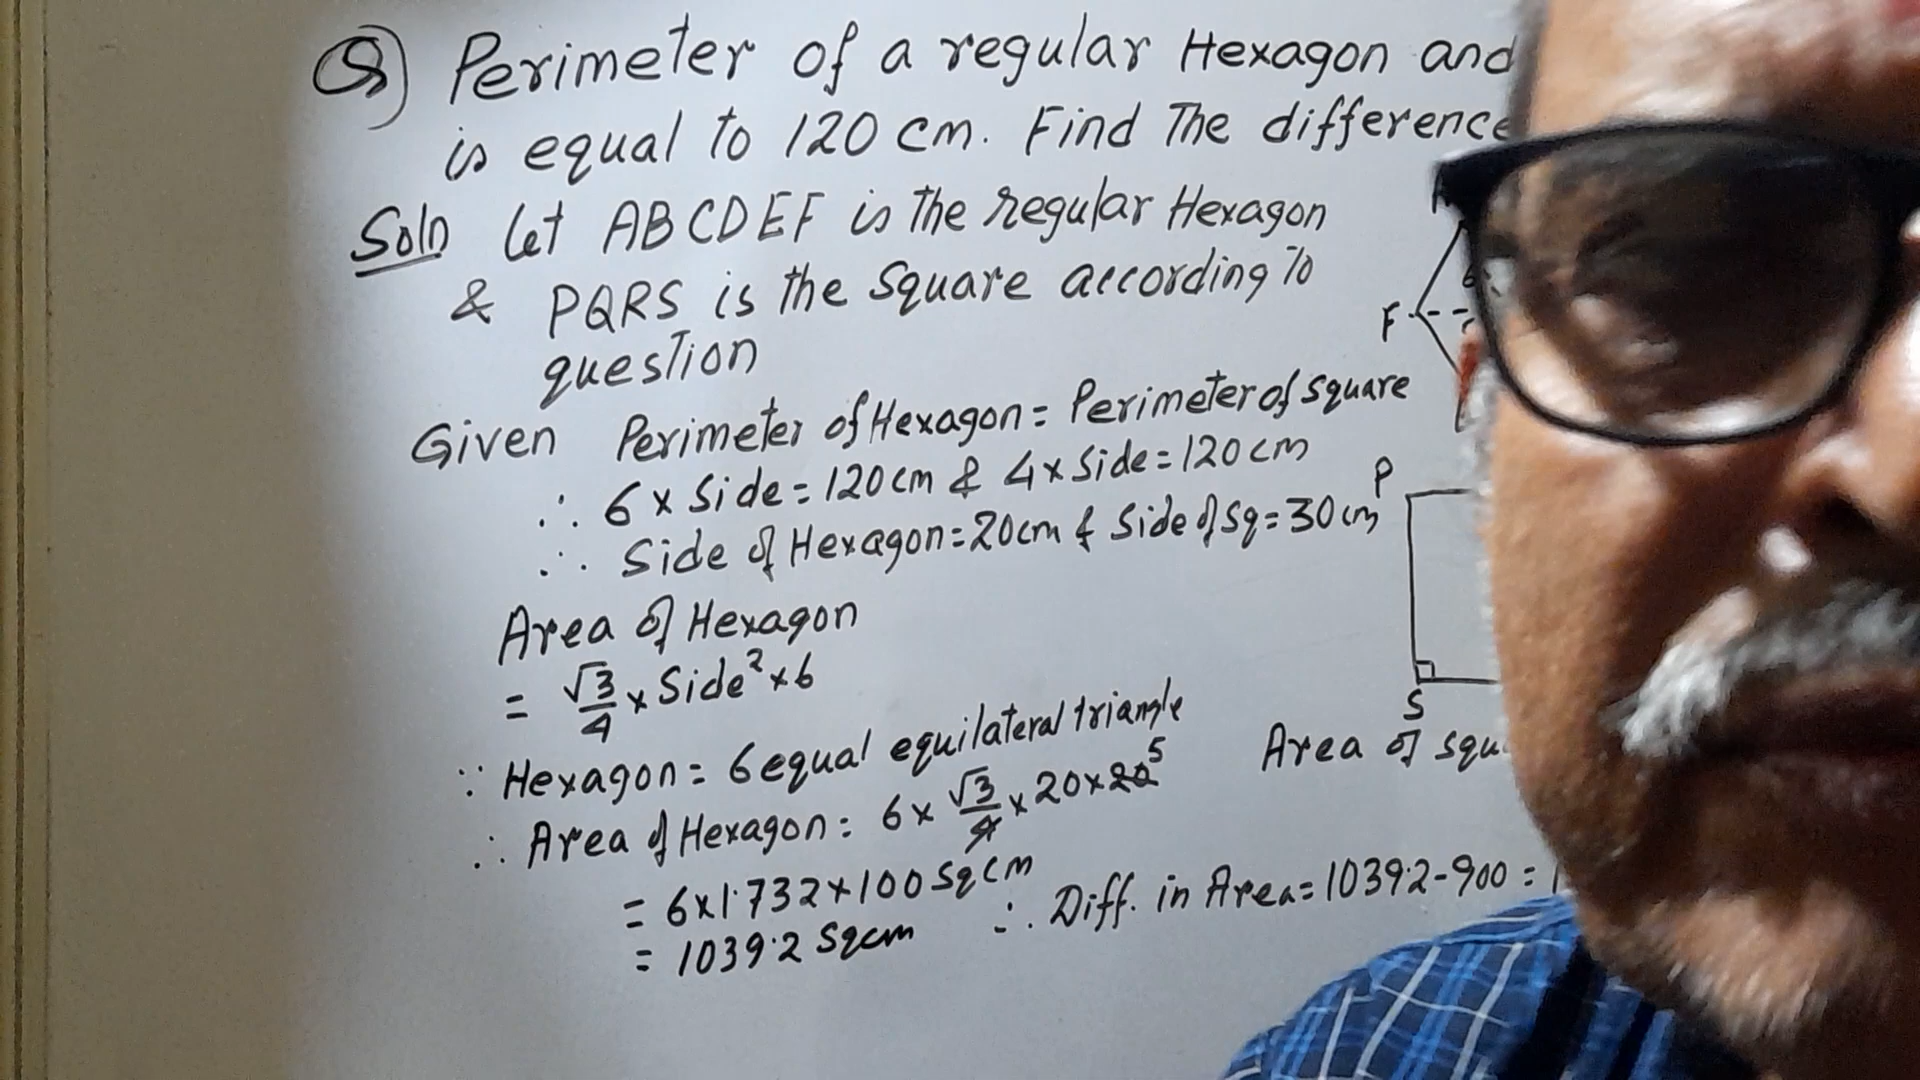 Q) Perimeter of a regular Hexagon and
is equal to 120 cm. Find The difference
Soln Let ABCDEF is The regular Hexagon
& PQRS is the Square according To
question
F
Given Perimeter of Hexagon = Perimeter of square
∴ 6 x Side = 120 cm & 4 x Side = 120 cm
P
∴ Side of Hexagon = 20cm & Side of Sq = 30 cm
Area of Hexagon
= √3/4 x Side² x 6
S
∵ Hexagon = 6 equal equilateral triangle
Area of squ
∴ Area of Hexagon = 6 x √3/4 x 20 x 20 5
= 6 x 1.732 x 100 Sq cm
∴ Diff. in Area = 1039.2 - 900 = 1
= 1039.2 Sq cm